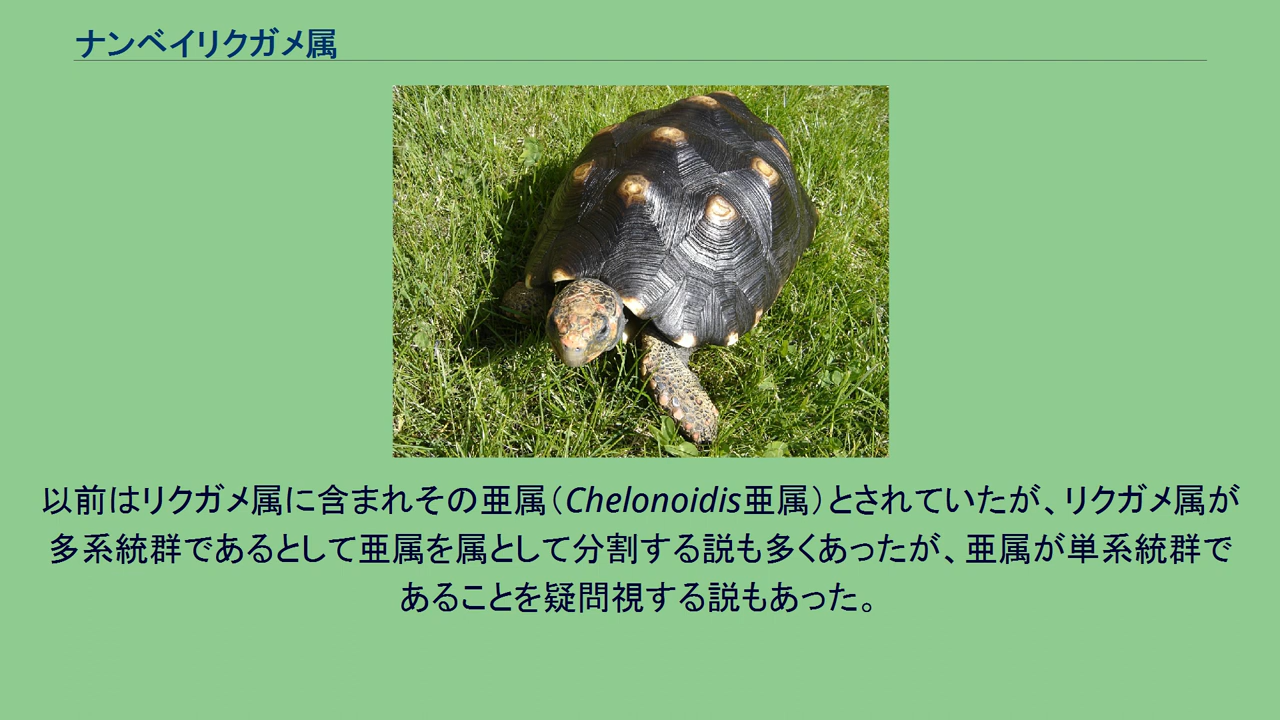 ナンベイリクガメ属
以前はリクガメ属に含まれその亜属（Chelonoidis亜属）とされていたが、リクガメ属が
多系統群であるとして亜属を属として分割する説も多くあったが、亜属が単系統群で
あることを疑問視する説もあった。